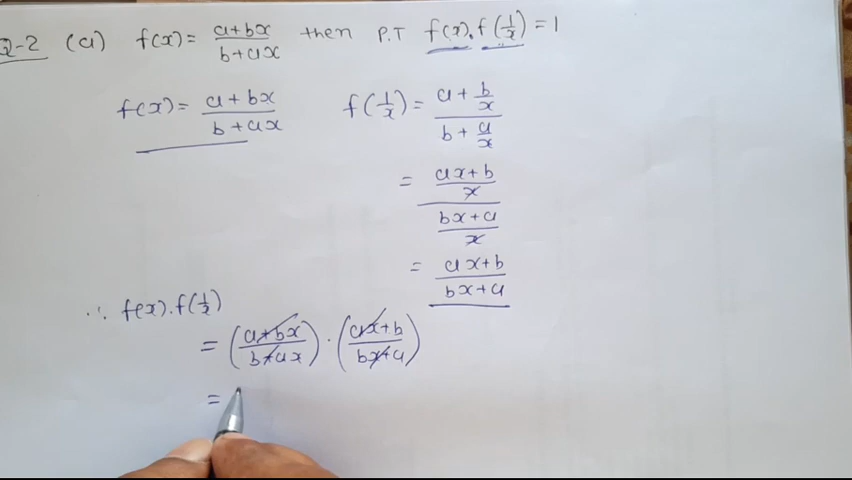 Q-2 (a) f(x) = (a+bx)/(b+ax) then P.T f(x).f(1/x) = 1
f(x) = (a+bx)/(b+ax) f(1/x) = (a + b/x)/(b + a/x)
= ((ax+b)/x)/((bx+a)/x)
= (ax+b)/(bx+a)
∴ f(x).f(1/x)
= ((a+bx)/(b+ax)) · ((ax+b)/(bx+a))
=